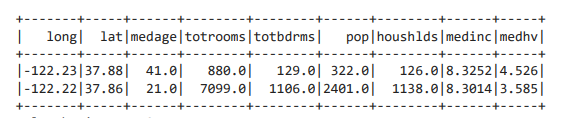 +-------+-----+------+--------+--------+------+--------+------+-----+
|   long|  lat|medage|totrooms|totbdrms|   pop|houshlds|medinc|medhv|
+-------+-----+------+--------+--------+------+--------+------+-----+
|-122.23|37.88|  41.0|   880.0|   129.0| 322.0|   126.0|8.3252|4.526|
|-122.22|37.86|  21.0|  7099.0|  1106.0|2401.0|  1138.0|8.3014|3.585|
+-------+-----+------+--------+--------+------+--------+------+-----+